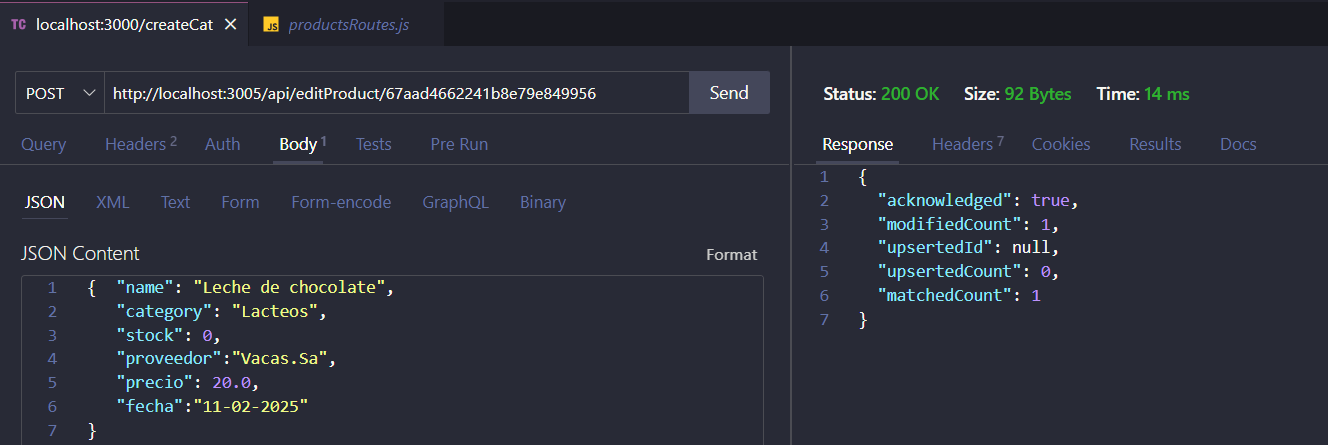 TC localhost:3000/createCat ✕ JS productsRoutes.js
POST http://localhost:3005/api/editProduct/67aad4662241b8e79e849956 Send
Query Headers 2 Auth Body 1 Tests Pre Run
JSON XML Text Form Form-encode GraphQL Binary
JSON Content Format
1 { "name": "Leche de chocolate",
2 "category": "Lacteos",
3 "stock": 0,
4 "proveedor":"Vacas.Sa",
5 "precio": 20.0,
6 "fecha":"11-02-2025"
7 }
Status: 200 OK Size: 92 Bytes Time: 14 ms
Response Headers 7 Cookies Results Docs
1 {
2 "acknowledged": true,
3 "modifiedCount": 1,
4 "upsertedId": null,
5 "upsertedCount": 0,
6 "matchedCount": 1
7 }